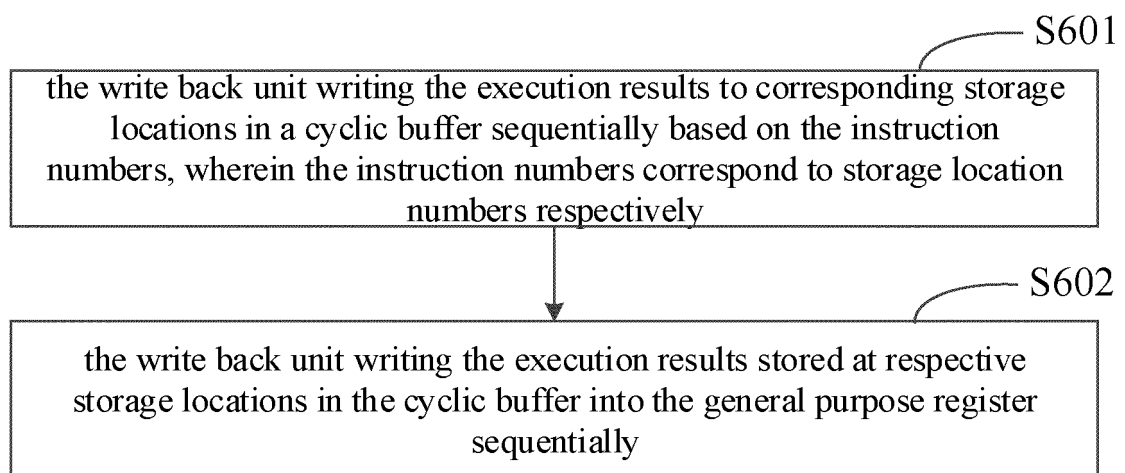 S601
the write back unit writing the execution results to corresponding storage
locations in a cyclic buffer sequentially based on the instruction
numbers, wherein the instruction numbers correspond to storage location
numbers respectively
S602
the write back unit writing the execution results stored at respective
storage locations in the cyclic buffer into the general purpose register
sequentially